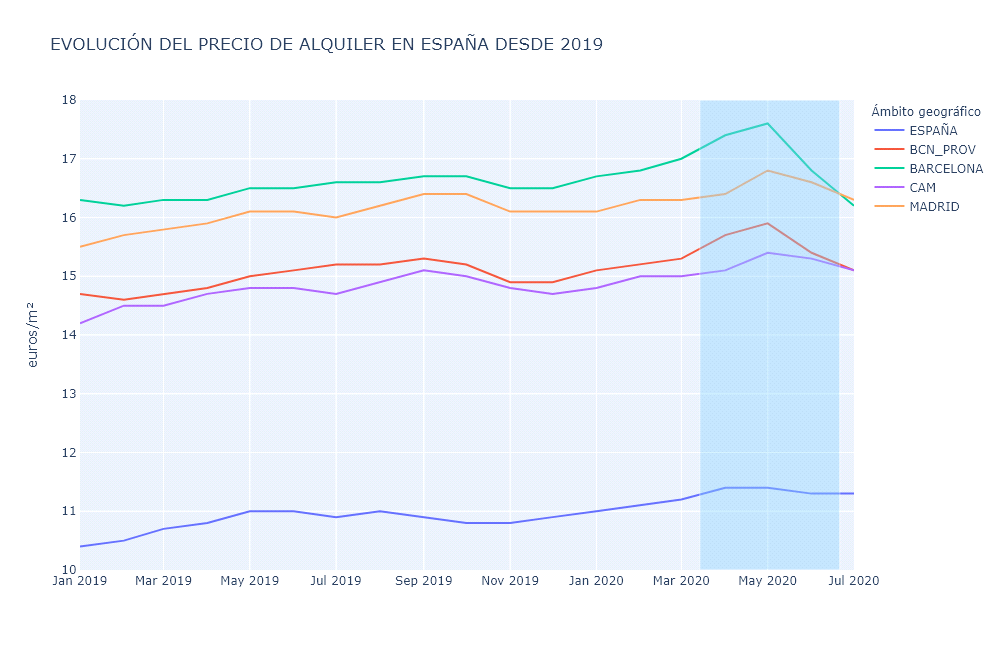 EVOLUCIÓN DEL PRECIO DE ALQUILER EN ESPAÑA DESDE 2019
18
17
16
15
14
13
12
11
10
euros/m²
Jan 2019
Mar 2019
May 2019
Jul 2019
Sep 2019
Nov 2019
Jan 2020
Mar 2020
May 2020
Jul 2020
Ámbito geográfico
ESPAÑA
BCN_PROV
BARCELONA
CAM
MADRID